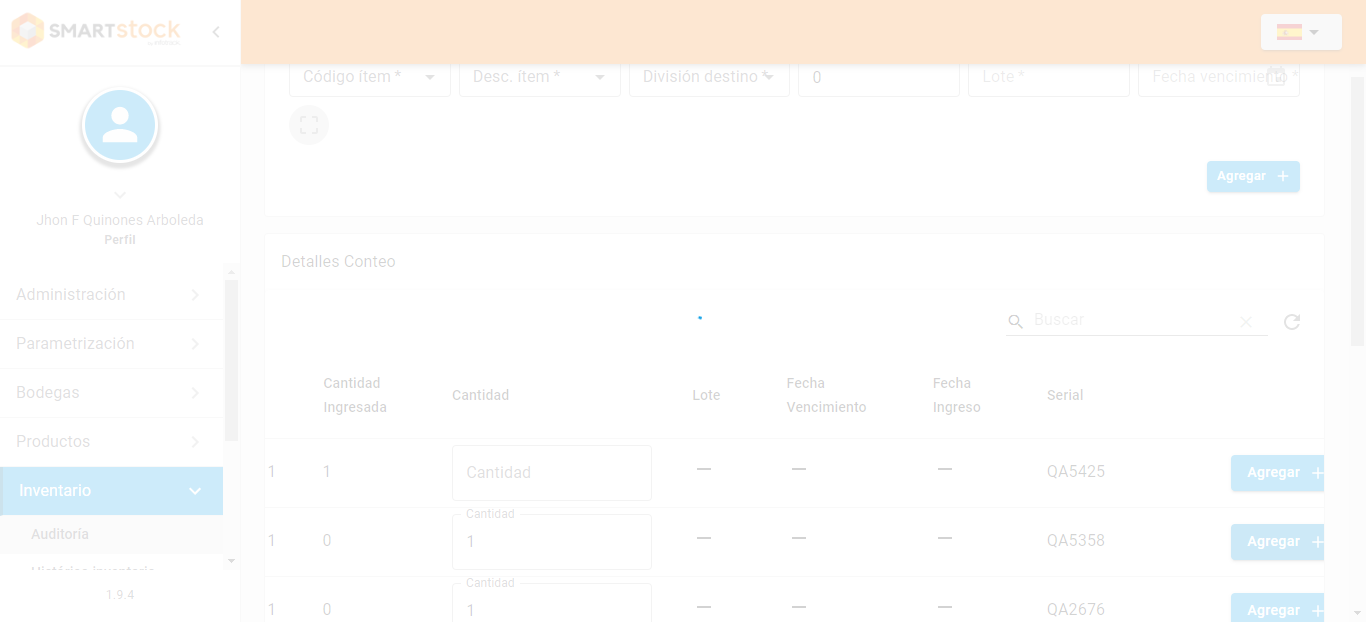 SMARTstock
Código ítem *
Desc. ítem *
División destino *
0
Lote *
Fecha vencimiento *
Agregar
Jhon F Quinones Arboleda
Perfil
Administración
Parametrización
Bodegas
Productos
Inventario
Auditoría
Histórico inventario
1.9.4
Detalles Conteo
Buscar
Cantidad Ingresada
Cantidad
Lote
Fecha Vencimiento
Fecha Ingreso
Serial
1 1 Cantidad — — — QA5425 Agregar
Cantidad
1 0 1 — — — QA5358 Agregar
Cantidad
1 0 1 — — — QA2676 Agregar